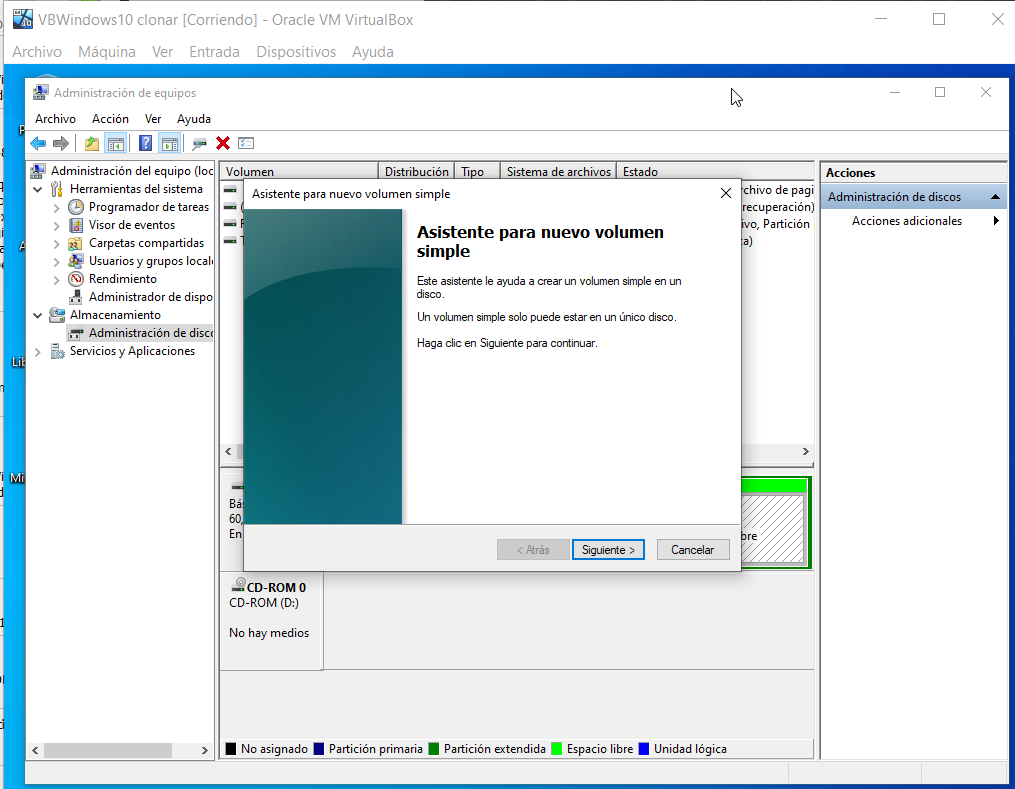 VBWindows10 clonar [Corriendo] - Oracle VM VirtualBox
Archivo Máquina Ver Entrada Dispositivos Ayuda
Administración de equipos
Archivo Acción Ver Ayuda
Administración del equipo (loc
Herramientas del sistema
Programador de tareas
Visor de eventos
Carpetas compartidas
Usuarios y grupos locale
Rendimiento
Administrador de dispo
Almacenamiento
Administración de disco
Servicios y Aplicaciones
Volumen Distribución Tipo Sistema de archivos Estado
rchivo de pagi
recuperación)
ivo, Partición
Asistente para nuevo volumen simple
Asistente para nuevo volumen
simple
Este asistente le ayuda a crear un volumen simple en un
disco.
Un volumen simple solo puede estar en un único disco.
Haga clic en Siguiente para continuar.
< Atrás Siguiente > Cancelar
Bás
60,
En
bre
CD-ROM 0
CD-ROM (D:)
No hay medios
No asignado Partición primaria Partición extendida Espacio libre Unidad lógica
Acciones
Administración de discos
Acciones adicionales